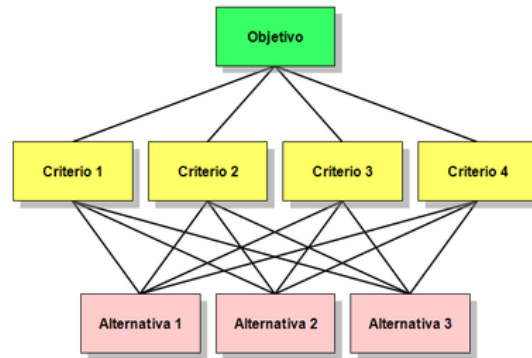 Objetivo
Criterio 1
Criterio 2
Criterio 3
Criterio 4
Alternativa 1
Alternativa 2
Alternativa 3